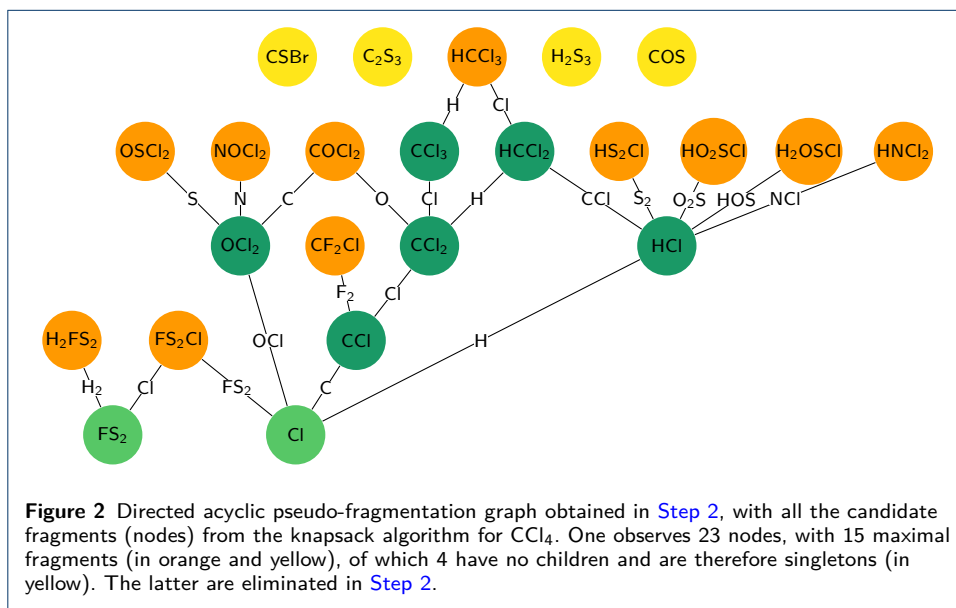 CSBr C₂S₃ HCCl₃ H₂S₃ COS
H Cl
OSCl₂ NOCl₂ COCl₂ CCl₃ HCCl₂ HS₂Cl HO₂SCl H₂OSCl HNCl₂
S N C O Cl H CCl S₂ O₂S HOS NCl
OCl₂ CF₂Cl CCl₂ HCl
F₂ Cl
H₂FS₂ FS₂Cl OCl CCl H
H₂ Cl FS₂ C
FS₂ Cl
Figure 2 Directed acyclic pseudo-fragmentation graph obtained in Step 2, with all the candidate
fragments (nodes) from the knapsack algorithm for CCl₄. One observes 23 nodes, with 15 maximal
fragments (in orange and yellow), of which 4 have no children and are therefore singletons (in
yellow). The latter are eliminated in Step 2.